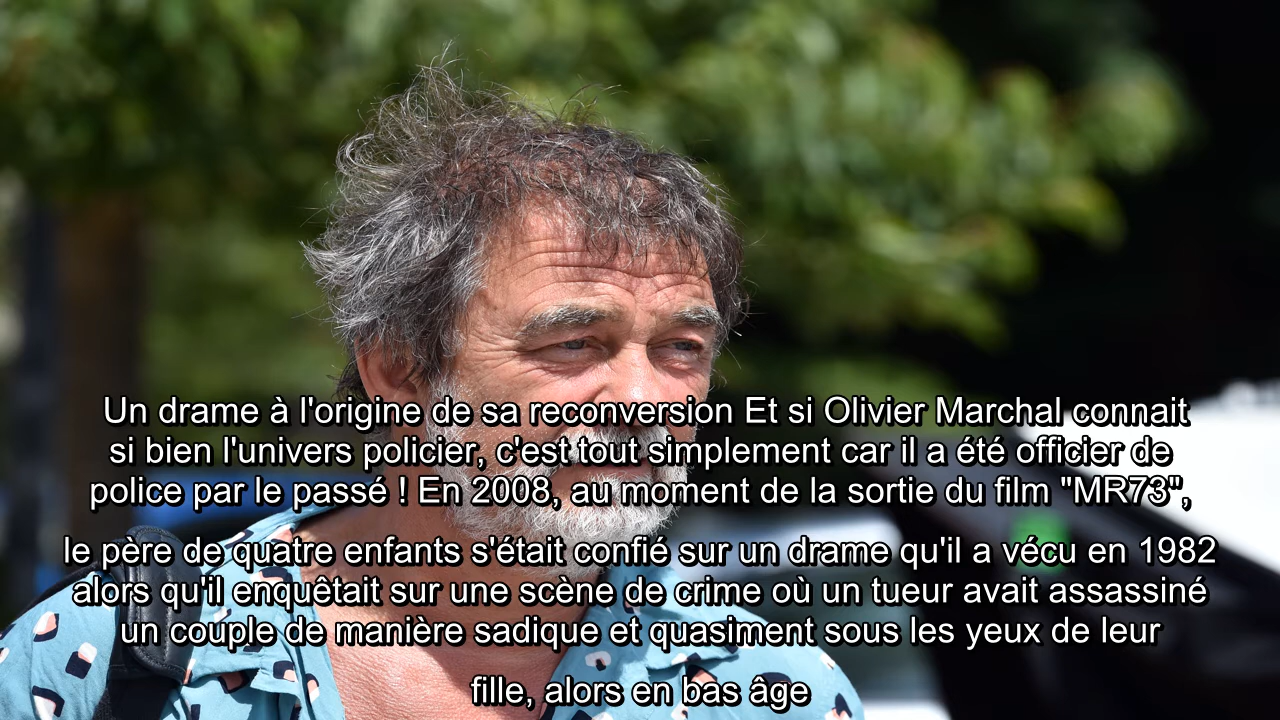 Un drame à l'origine de sa reconversion Et si Olivier Marchal connait
si bien l'univers policier, c'est tout simplement car il a été officier de
police par le passé ! En 2008, au moment de la sortie du film "MR73",
le père de quatre enfants s'était confié sur un drame qu'il a vécu en 1982
alors qu'il enquêtait sur une scène de crime où un tueur avait assassiné
un couple de manière sadique et quasiment sous les yeux de leur
fille, alors en bas âge